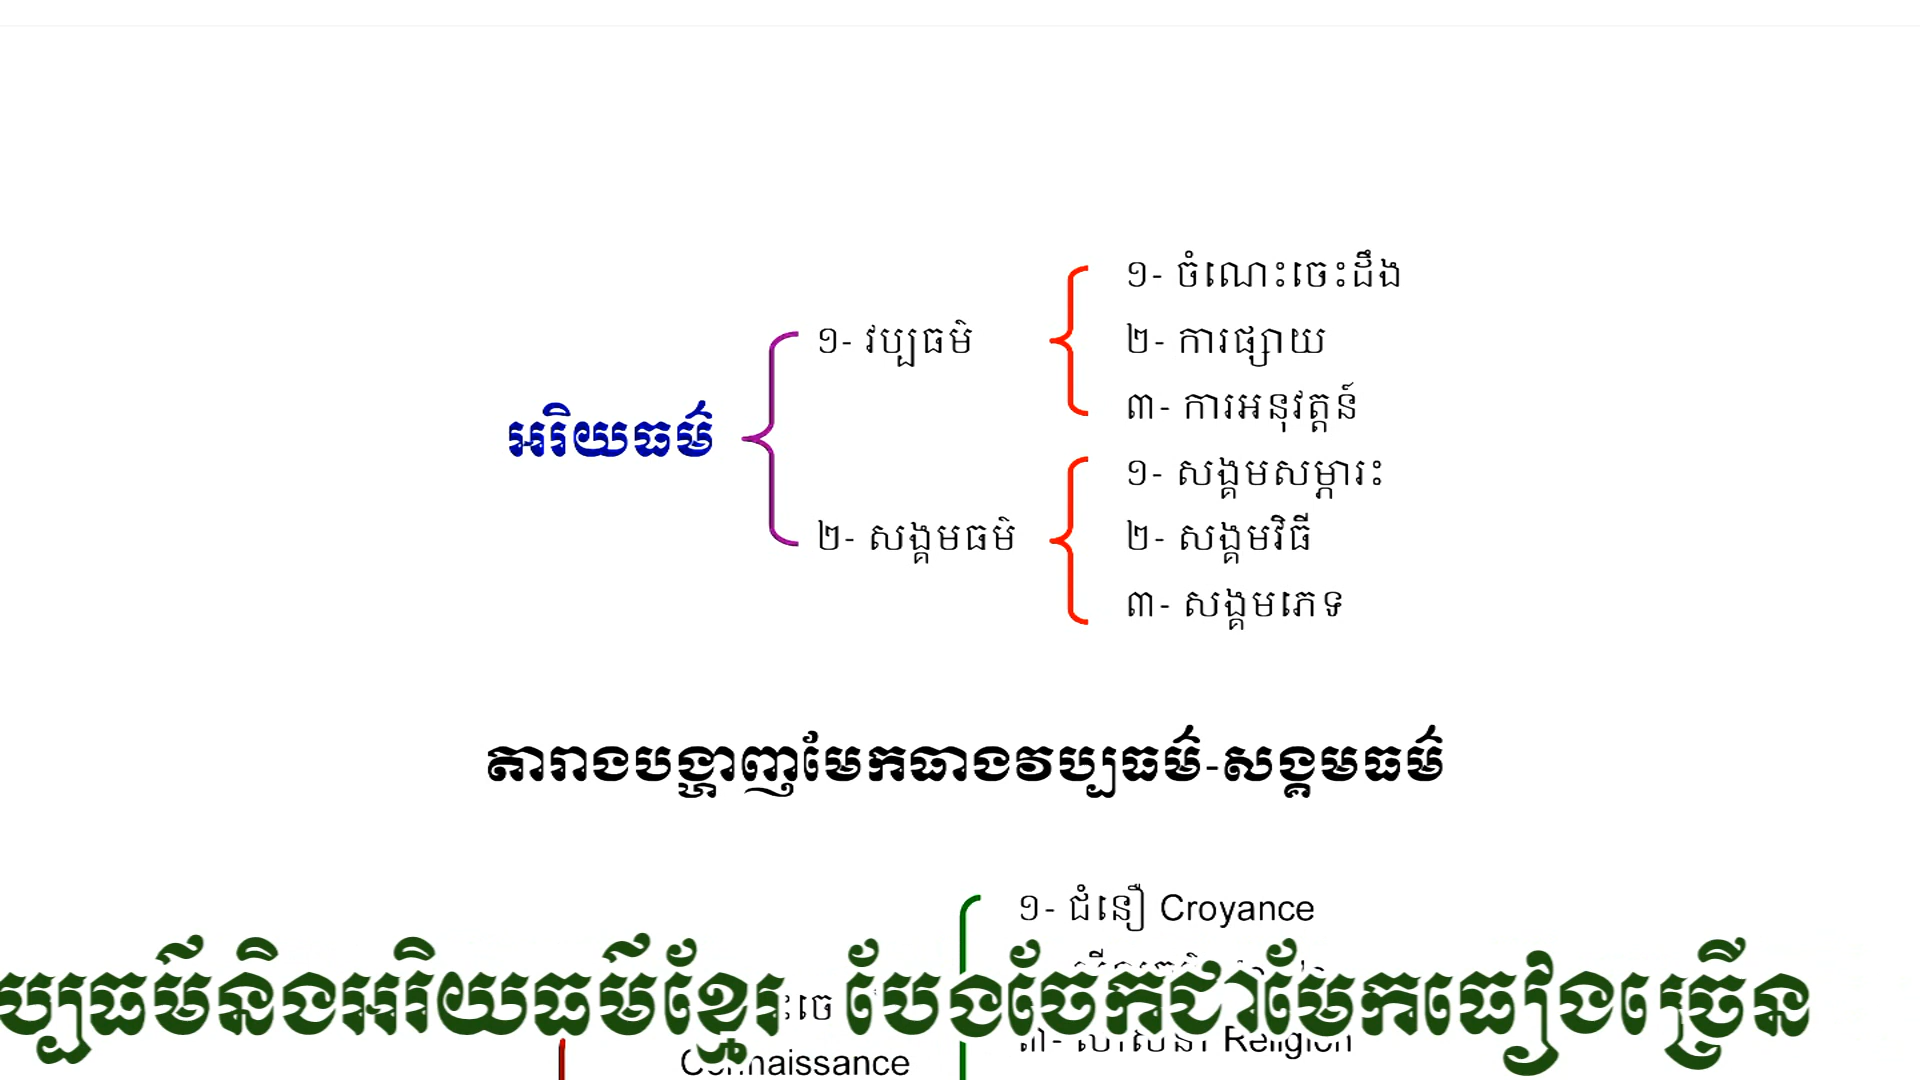 ១- ចំណេះចេះដឹង
១- វប្បធម៌
២- ការផ្សាយ
៣- ការអនុវត្តន៍
អរិយធម៌
១- សង្គមសម្ភារះ
២- សង្គមធម៌
២- សង្គមវិធី
៣- សង្គមភេទ
តារាងបង្ហាញមែកធាងវប្បធម៌-សង្គមធម៌
១- ជំនឿ Croyance
ប្បធម៌និងអរិយធម៌ខ្មែរ បែងចែកជាមែកធៀងច្រើន
៣- សាសនា Religion
Connaissance